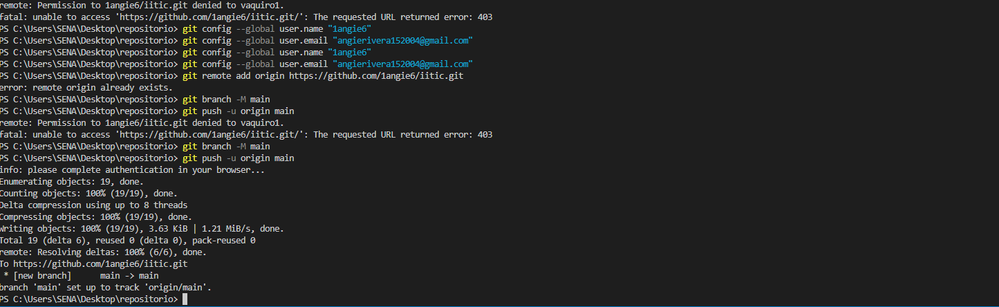 remote: Permission to 1angie6/iitic.git denied to vaquiro1.
fatal: unable to access 'https://github.com/1angie6/iitic.git/': The requested URL returned error: 403
PS C:\Users\SENA\Desktop\repositorio> git config --global user.name "1angie6"
PS C:\Users\SENA\Desktop\repositorio> git config --global user.email "angierivera152004@gmail.com"
PS C:\Users\SENA\Desktop\repositorio> git config --global user.name "1angie6"
PS C:\Users\SENA\Desktop\repositorio> git config --global user.email "angierivera152004@gmail.com"
PS C:\Users\SENA\Desktop\repositorio> git remote add origin https://github.com/1angie6/iitic.git
error: remote origin already exists.
PS C:\Users\SENA\Desktop\repositorio> git branch -M main
PS C:\Users\SENA\Desktop\repositorio> git push -u origin main
remote: Permission to 1angie6/iitic.git denied to vaquiro1.
fatal: unable to access 'https://github.com/1angie6/iitic.git/': The requested URL returned error: 403
PS C:\Users\SENA\Desktop\repositorio> git branch -M main
PS C:\Users\SENA\Desktop\repositorio> git push -u origin main
info: please complete authentication in your browser...
Enumerating objects: 19, done.
Counting objects: 100% (19/19), done.
Delta compression using up to 8 threads
Compressing objects: 100% (19/19), done.
Writing objects: 100% (19/19), 3.63 KiB | 1.21 MiB/s, done.
Total 19 (delta 6), reused 0 (delta 0), pack-reused 0
remote: Resolving deltas: 100% (6/6), done.
To https://github.com/1angie6/iitic.git
 * [new branch]      main -> main
branch 'main' set up to track 'origin/main'.
PS C:\Users\SENA\Desktop\repositorio>